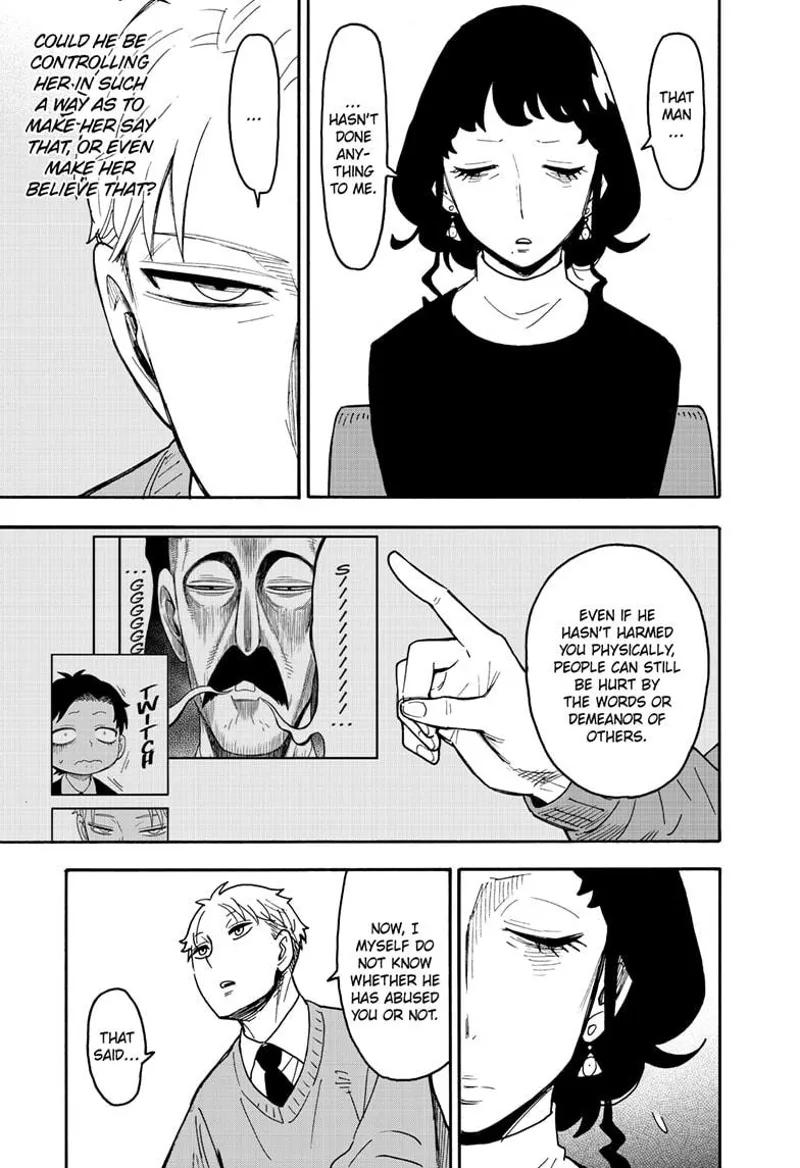 THAT
MAN
...
...
HASN'T
DONE
ANY-
THING
TO ME.
...
COULD HE BE
CONTROLLING
HER IN SUCH
A WAY AS TO
MAKE HER SAY
THAT, OR EVEN
MAKE HER
BELIEVE THAT?
EVEN IF HE
HASN'T HARMED
YOU PHYSICALLY,
PEOPLE CAN STILL
BE HURT BY
THE WORDS OR
DEMEANOR OF
OTHERS.
SIIIIII......
...GGGGGG
TWITCH
NOW, I
MYSELF DO
NOT KNOW
WHETHER HE
HAS ABUSED
YOU OR NOT.
THAT
SAID...